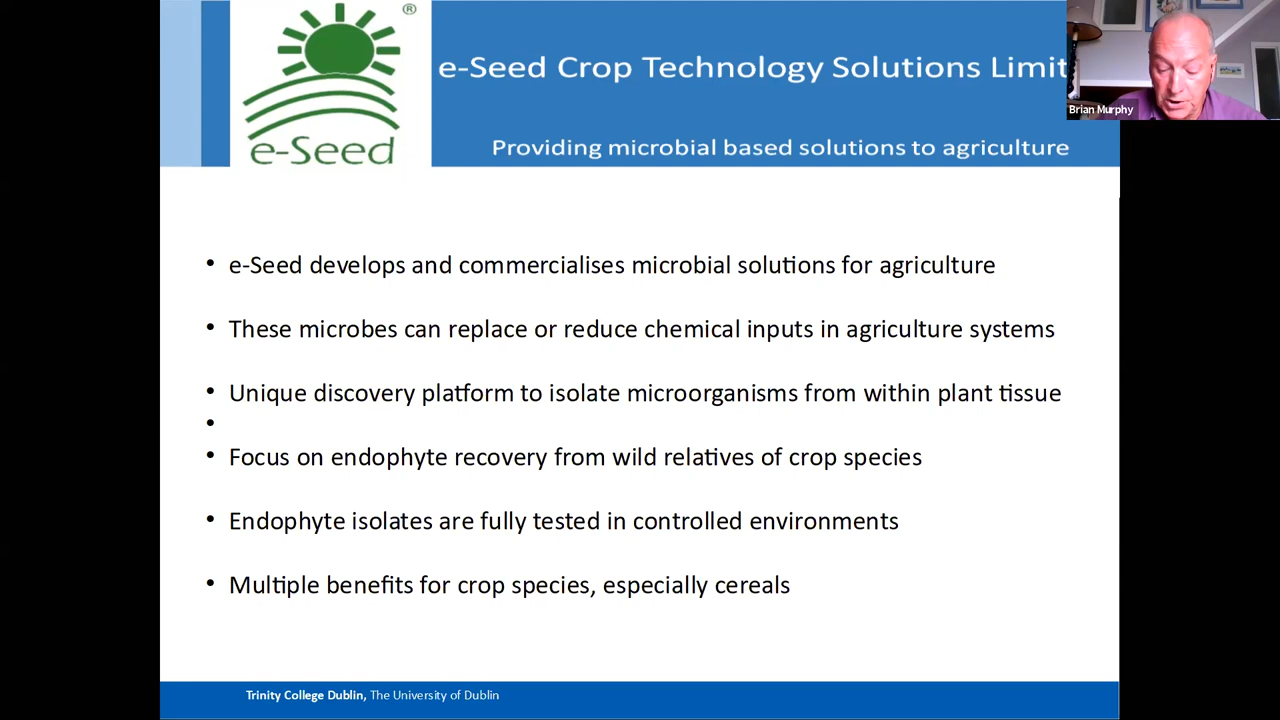 ®
e-Seed Crop Technology Solutions Limit
e-Seed
Providing microbial based solutions to agriculture
Brian Murphy
• e-Seed develops and commercialises microbial solutions for agriculture
• These microbes can replace or reduce chemical inputs in agriculture systems
• Unique discovery platform to isolate microorganisms from within plant tissue
•
• Focus on endophyte recovery from wild relatives of crop species
• Endophyte isolates are fully tested in controlled environments
• Multiple benefits for crop species, especially cereals
Trinity College Dublin, The University of Dublin